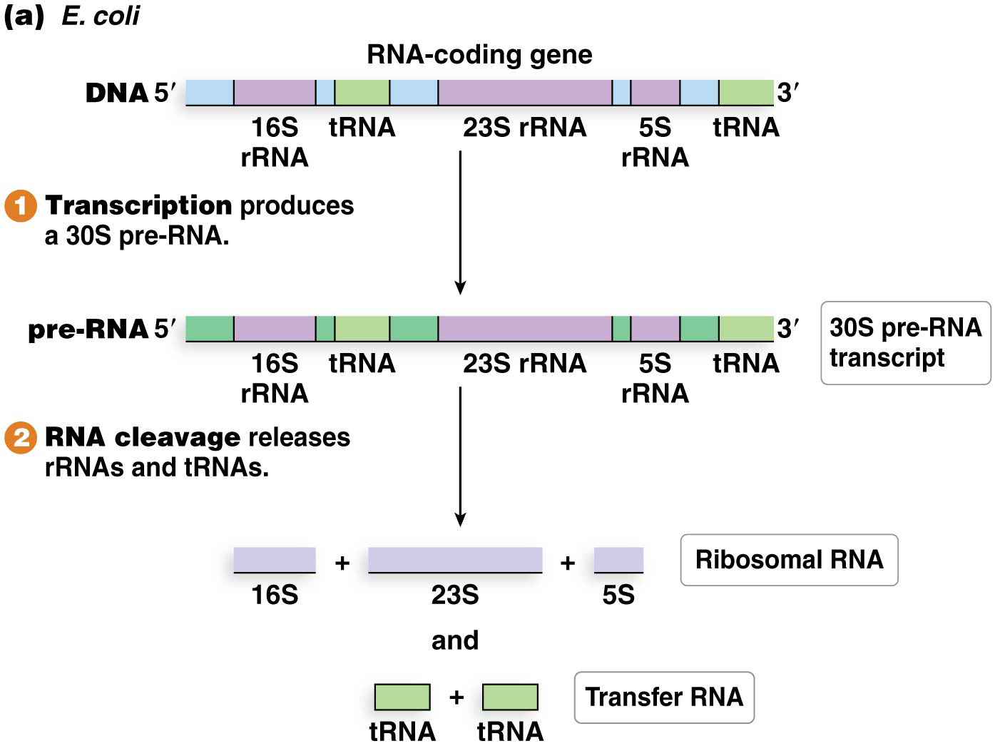 (a) E. coli
RNA-coding gene
DNA 5′ 3′
16S tRNA 23S rRNA 5S tRNA
rRNA rRNA
1 Transcription produces
a 30S pre-RNA.
pre-RNA 5′ 3′
30S pre-RNA
transcript
16S tRNA 23S rRNA 5S tRNA
rRNA rRNA
2 RNA cleavage releases
rRNAs and tRNAs.
+ +
Ribosomal RNA
16S 23S 5S
and
+
Transfer RNA
tRNA tRNA